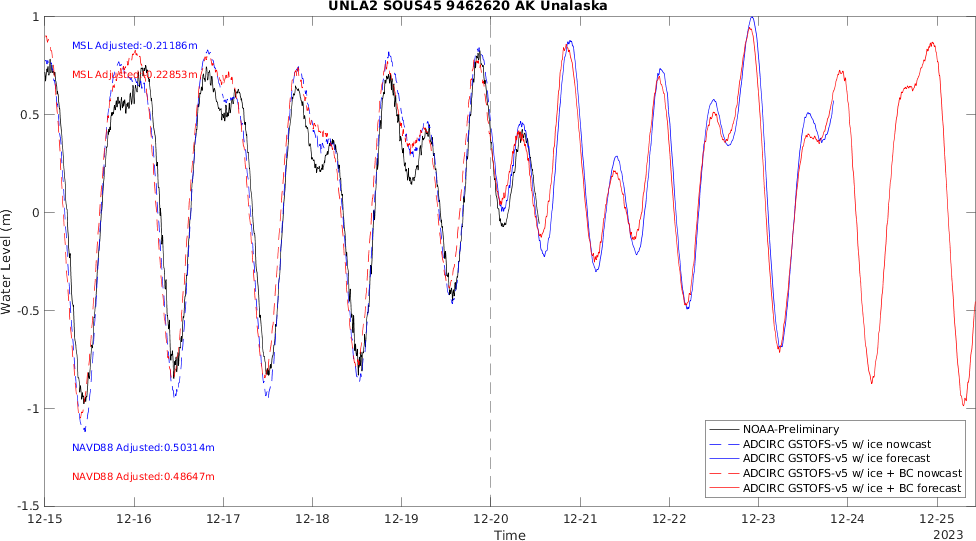 UNLA2 SOUS45 9462620 AK Unalaska
MSL Adjusted:-0.21186m
MSL Adjusted:-0.22853m
NAVD88 Adjusted:0.50314m
NAVD88 Adjusted:0.48647m
Water Level (m)
1
0.5
0
-0.5
-1
-1.5
NOAA-Preliminary
ADCIRC GSTOFS-v5 w/ ice nowcast
ADCIRC GSTOFS-v5 w/ ice forecast
ADCIRC GSTOFS-v5 w/ ice + BC nowcast
ADCIRC GSTOFS-v5 w/ ice + BC forecast
12-15 12-16 12-17 12-18 12-19 12-20 12-21 12-22 12-23 12-24 12-25
Time
2023